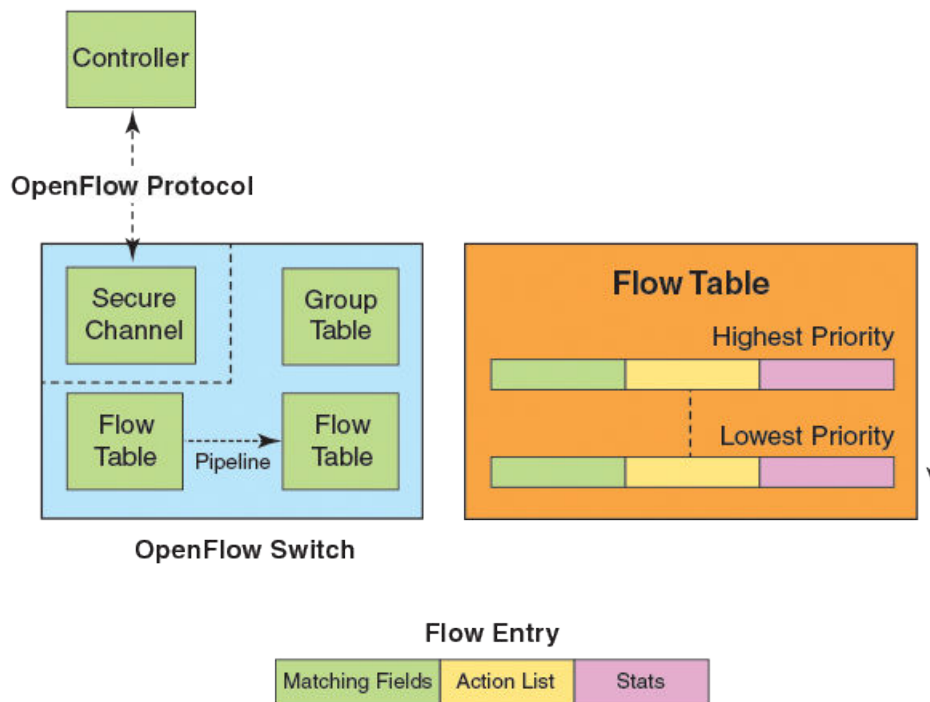 Controller
OpenFlow Protocol
Secure
Channel
Group
Table
Flow
Table
Pipeline
Flow
Table
OpenFlow Switch
Flow Table
Highest Priority
Lowest Priority
Flow Entry
Matching Fields
Action List
Stats